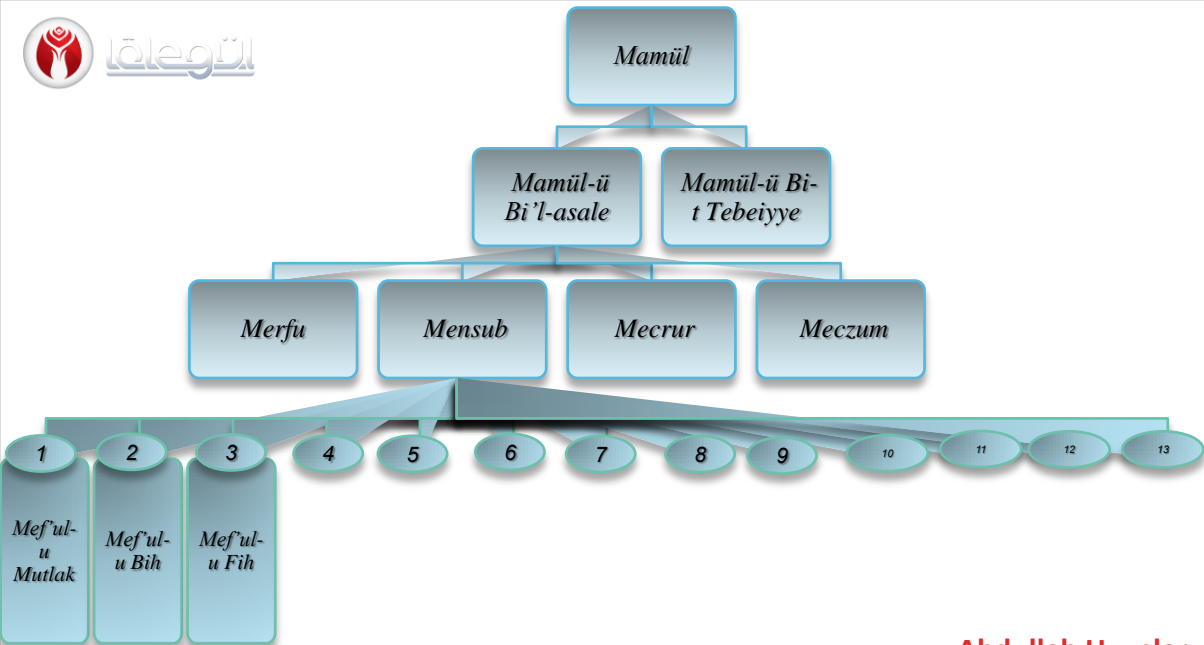 lâlegül
Mamül
Mamül-ü
Bi’l-asale
Mamül-ü Bi-
t Tebeiyye
Merfu
Mensub
Mecrur
Meczum
1
2
3
4
5
6
7
8
9
10
11
12
13
Mef’ul-
u
Mutlak
Mef’ul-
u Bih
Mef’ul-
u Fih